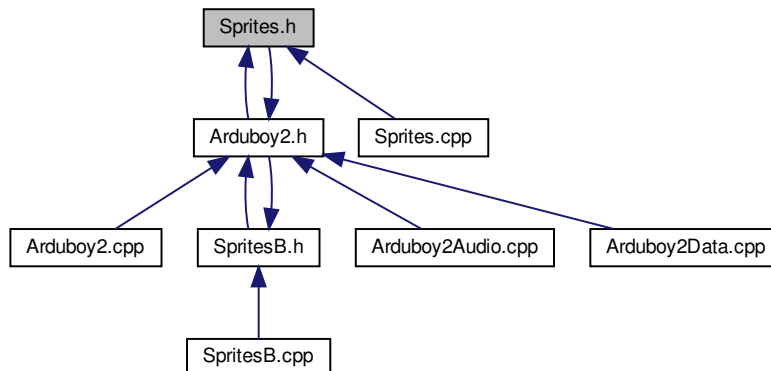 Sprites.h
Arduboy2.h
Sprites.cpp
Arduboy2.cpp
SpritesB.h
Arduboy2Audio.cpp
Arduboy2Data.cpp
SpritesB.cpp